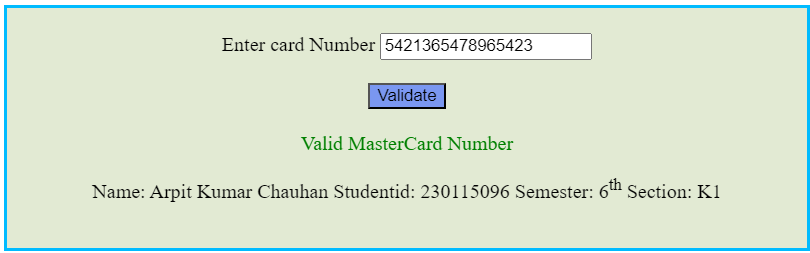 Enter card Number 5421365478965423
Validate
Valid MasterCard Number
Name: Arpit Kumar Chauhan Studentid: 230115096 Semester: 6th Section: K1